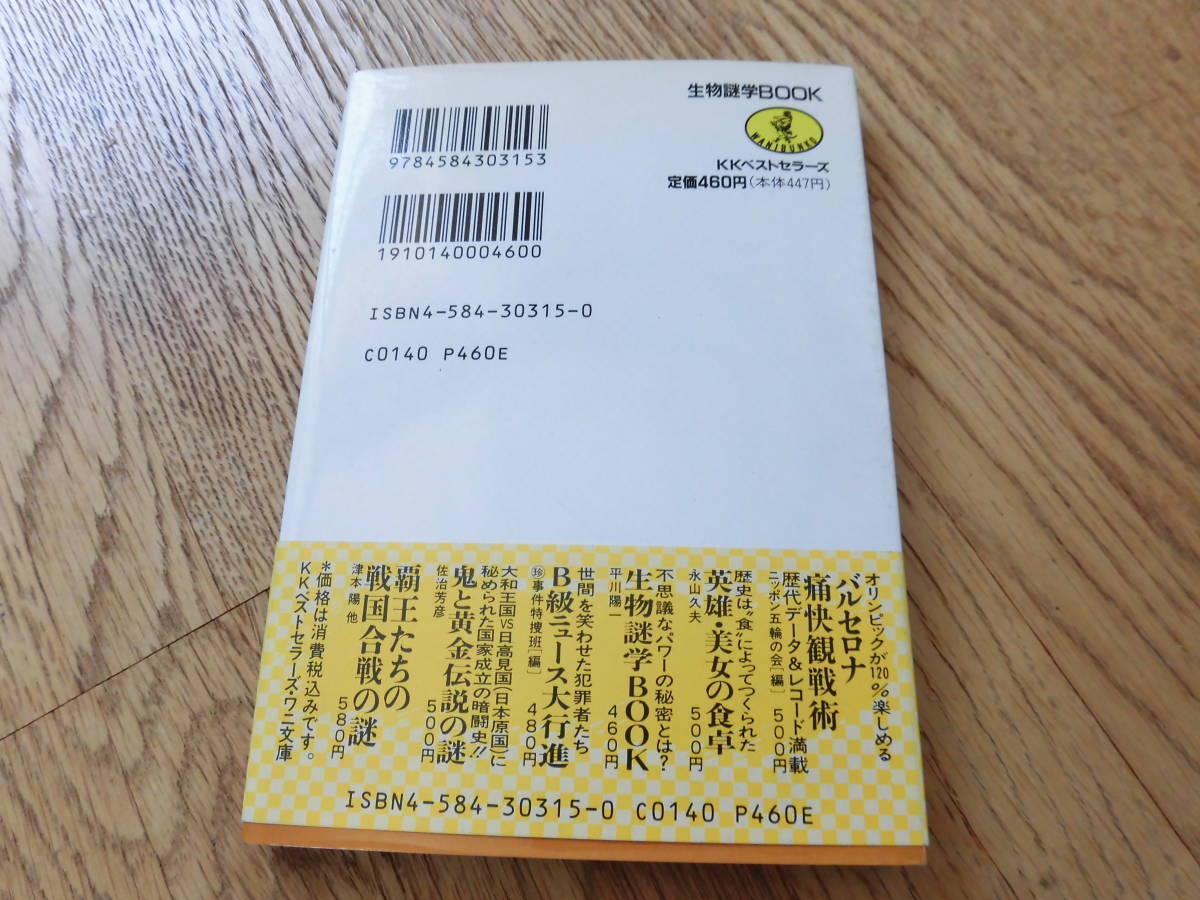 生物謎学BOOK
WANIBUNKO
KKベストセラーズ
定価460円(本体447円)
9784584303153
1910140004600
ISBN4-584-30315-0
C0140 P460E
オリンピックが120%楽しめる
バルセロナ
痛快観戦術
歴代データ&レコード満載
ニッポン五輪の会[編] 500円
歴史は〝食〟によってつくられた
英雄・美女の食卓
永山久夫 500円
不思議なパワーの秘密とは?
生物謎学BOOK
平川陽一 460円
世間を笑わせた犯罪者たち
B級ニュース大行進
㊙事件特捜班[編] 480円
大和王国VS日高見国(日本原国)に
秘められた国家成立の暗闘史!!
鬼と黄金伝説の謎
佐治芳彦 500円
覇王たちの
戦国合戦の謎
津本陽他 580円
*価格は消費税込みです。
KKベストセラーズ・ワニ文庫
ISBN4-584-30315-0 C0140 P460E